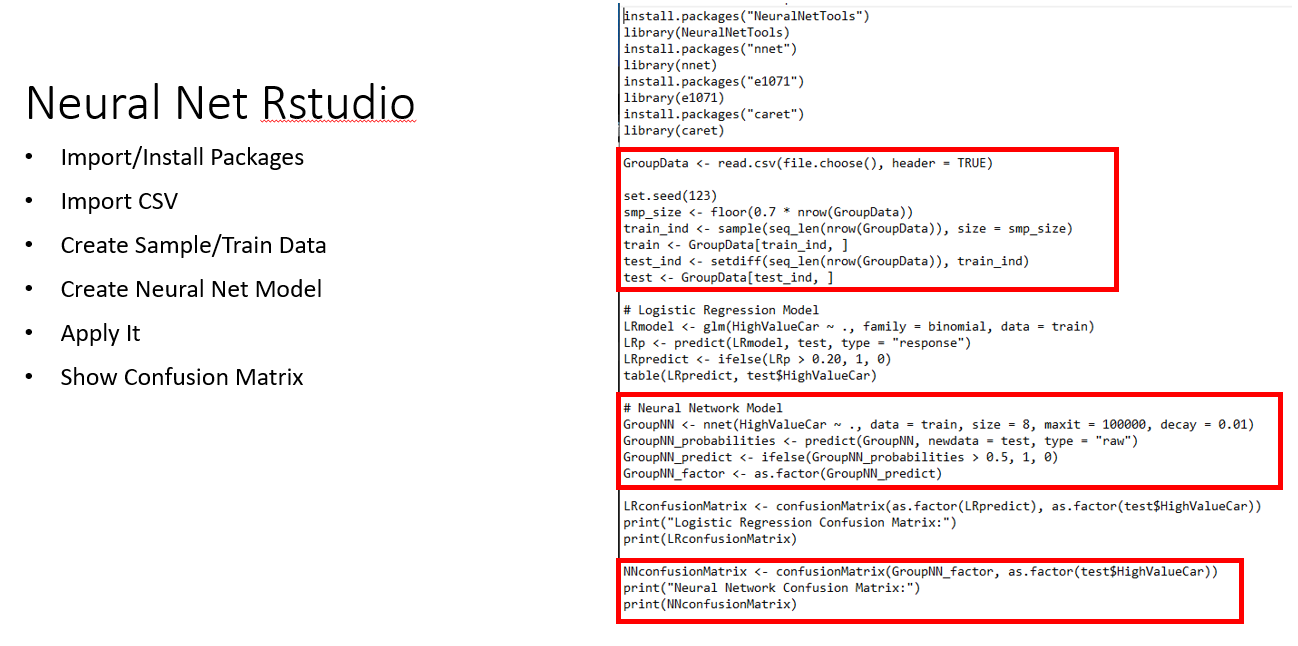 Neural Net Rstudio
• Import/Install Packages
• Import CSV
• Create Sample/Train Data
• Create Neural Net Model
• Apply It
• Show Confusion Matrix
install.packages("NeuralNetTools")
library(NeuralNetTools)
install.packages("nnet")
library(nnet)
install.packages("e1071")
library(e1071)
install.packages("caret")
library(caret)
GroupData <- read.csv(file.choose(), header = TRUE)
set.seed(123)
smp_size <- floor(0.7 * nrow(GroupData))
train_ind <- sample(seq_len(nrow(GroupData)), size = smp_size)
train <- GroupData[train_ind, ]
test_ind <- setdiff(seq_len(nrow(GroupData)), train_ind)
test <- GroupData[test_ind, ]
# Logistic Regression Model
LRmodel <- glm(HighValueCar ~ ., family = binomial, data = train)
LRp <- predict(LRmodel, test, type = "response")
LRpredict <- ifelse(LRp > 0.20, 1, 0)
table(LRpredict, test$HighValueCar)
# Neural Network Model
GroupNN <- nnet(HighValueCar ~ ., data = train, size = 8, maxit = 100000, decay = 0.01)
GroupNN_probabilities <- predict(GroupNN, newdata = test, type = "raw")
GroupNN_predict <- ifelse(GroupNN_probabilities > 0.5, 1, 0)
GroupNN_factor <- as.factor(GroupNN_predict)
LRconfusionMatrix <- confusionMatrix(as.factor(LRpredict), as.factor(test$HighValueCar))
print("Logistic Regression Confusion Matrix:")
print(LRconfusionMatrix)
NNconfusionMatrix <- confusionMatrix(GroupNN_factor, as.factor(test$HighValueCar))
print("Neural Network Confusion Matrix:")
print(NNconfusionMatrix)